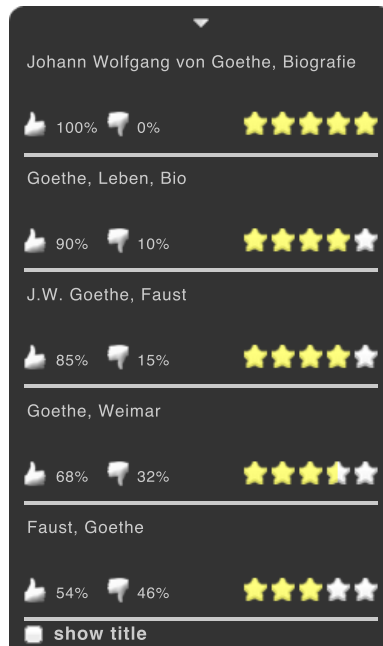 Johann Wolfgang von Goethe, Biografie
100% 0%
Goethe, Leben, Bio
90% 10%
J.W. Goethe, Faust
85% 15%
Goethe, Weimar
68% 32%
Faust, Goethe
54% 46%
show title